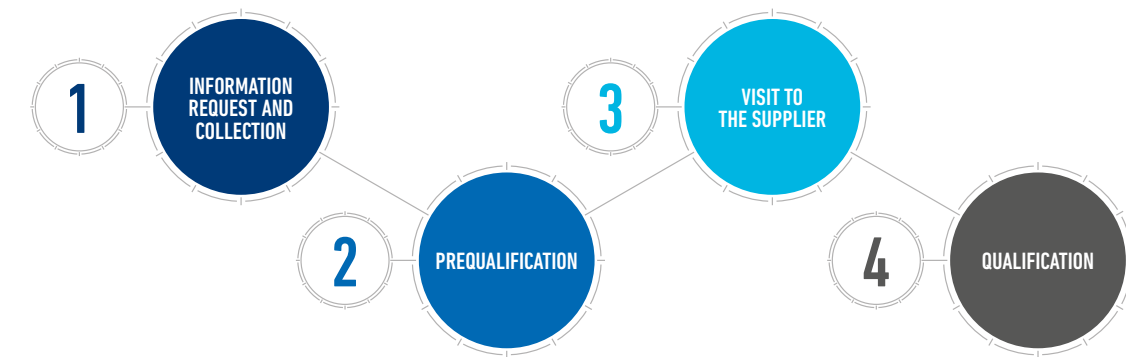 1
INFORMATION
REQUEST AND
COLLECTION
2
PREQUALIFICATION
3
VISIT TO
THE SUPPLIER
4
QUALIFICATION